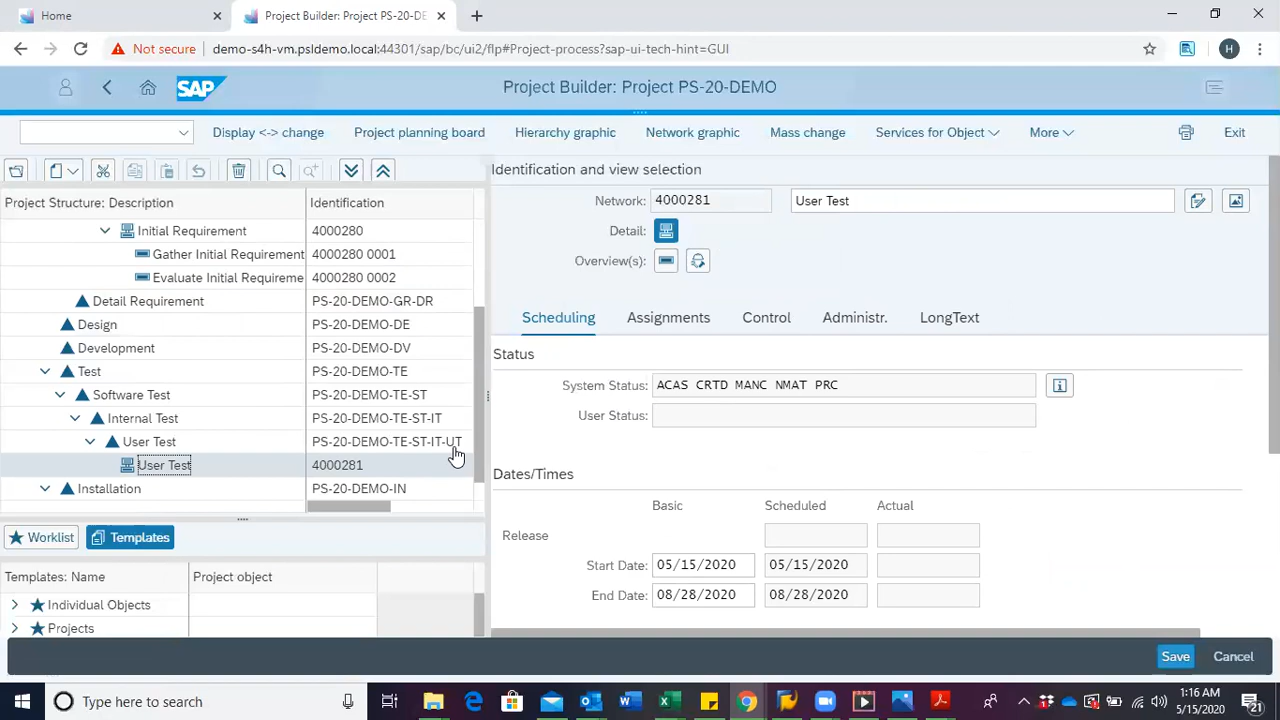 Home
Project Builder: Project PS-20-DE
Not secure
demo-s4h-vm.psldemo.local:44301/sap/bc/ui2/flp#Project-process?sap-ui-tech-hint=GUI
H
SAP
Project Builder: Project PS-20-DEMO
Display <-> change
Project planning board
Hierarchy graphic
Network graphic
Mass change
Services for Object
More
Exit
Project Structure: Description
Identification
Initial Requirement
4000280
Gather Initial Requirement
4000280 0001
Evaluate Initial Requireme
4000280 0002
Detail Requirement
PS-20-DEMO-GR-DR
Design
PS-20-DEMO-DE
Development
PS-20-DEMO-DV
Test
PS-20-DEMO-TE
Software Test
PS-20-DEMO-TE-ST
Internal Test
PS-20-DEMO-TE-ST-IT
User Test
PS-20-DEMO-TE-ST-IT-UT
User Test
4000281
Installation
PS-20-DEMO-IN
Worklist
Templates
Templates: Name
Project object
Individual Objects
Projects
Identification and view selection
Network:
4000281
User Test
Detail:
Overview(s):
Scheduling
Assignments
Control
Administr.
LongText
Status
System Status:
ACAS CRTD MANC NMAT PRC
User Status:
Dates/Times
Basic
Scheduled
Actual
Release
Start Date:
05/15/2020
05/15/2020
End Date:
08/28/2020
08/28/2020
Save
Cancel
Type here to search
1:16 AM
5/15/2020
21